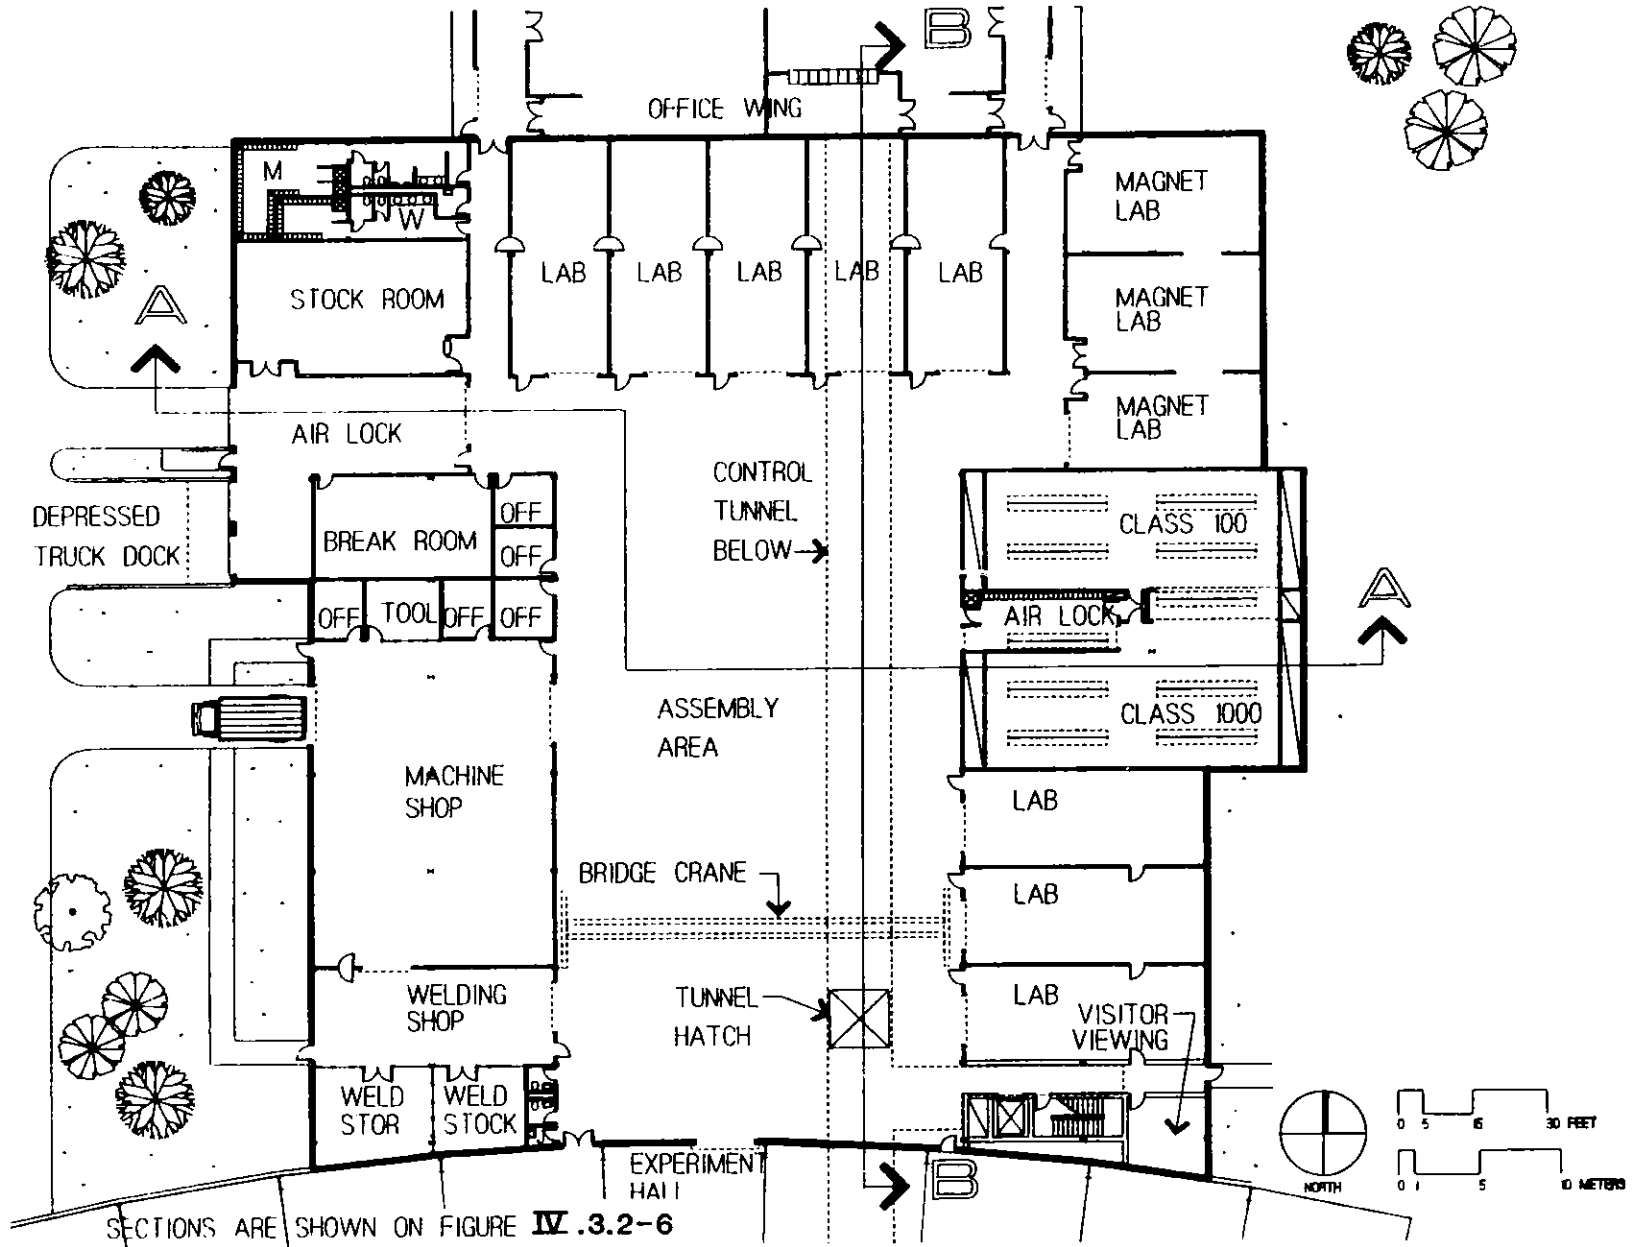 B
OFFICE WING
M
W
MAGNET
LAB
STOCK ROOM
LAB
LAB
LAB
LAB
LAB
MAGNET
LAB
A
AIR LOCK
MAGNET
LAB
CONTROL
TUNNEL
BELOW
DEPRESSED
TRUCK DOCK
BREAK ROOM
OFF
OFF
CLASS 100
OFF
TOOL
OFF
OFF
AIR LOCK
A
ASSEMBLY
AREA
CLASS 1000
MACHINE
SHOP
LAB
BRIDGE CRANE
LAB
WELDING
SHOP
TUNNEL
HATCH
LAB
VISITOR
VIEWING
WELD
STOR
WELD
STOCK
0 5 15 30 FEET
EXPERIMENT
HALL
B
NORTH
0 1 5 10 METERS
SECTIONS ARE SHOWN ON FIGURE IV.3.2-6